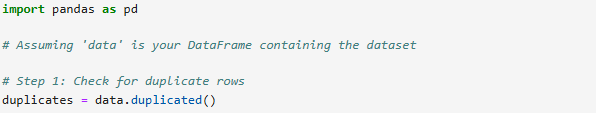 import pandas as pd
# Assuming 'data' is your DataFrame containing the dataset
# Step 1: Check for duplicate rows
duplicates = data.duplicated()